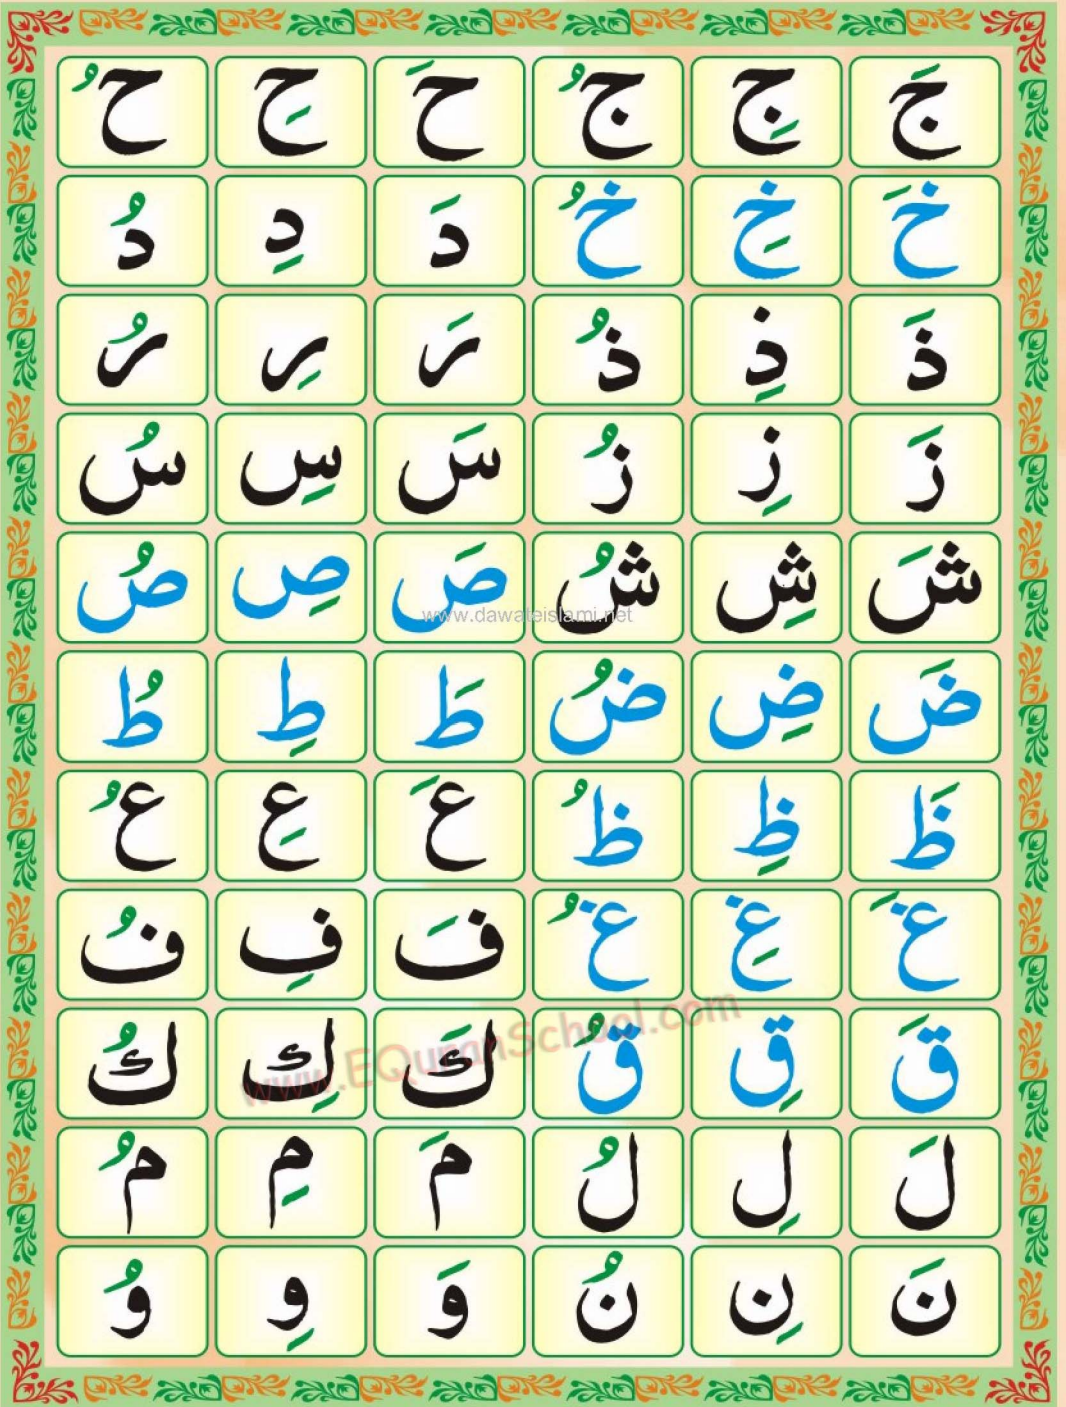 جَ جِ جُ حَ حِ حُ
خَ خِ خُ دَ دِ دُ
ذَ ذِ ذُ رَ رِ رُ
زَ زِ زُ سَ سِ سُ
شَ شِ شُ صَ صِ صُ
www.dawateislami.net
ضَ ضِ ضُ طَ طِ طُ
ظَ ظِ ظُ عَ عِ عُ
غَ غِ غُ فَ فِ فُ
قَ قِ قُ كَ كِ كُ
www.EQuranSchool.com
لَ لِ لُ مَ مِ مُ
نَ نِ نُ وَ وِ وُ